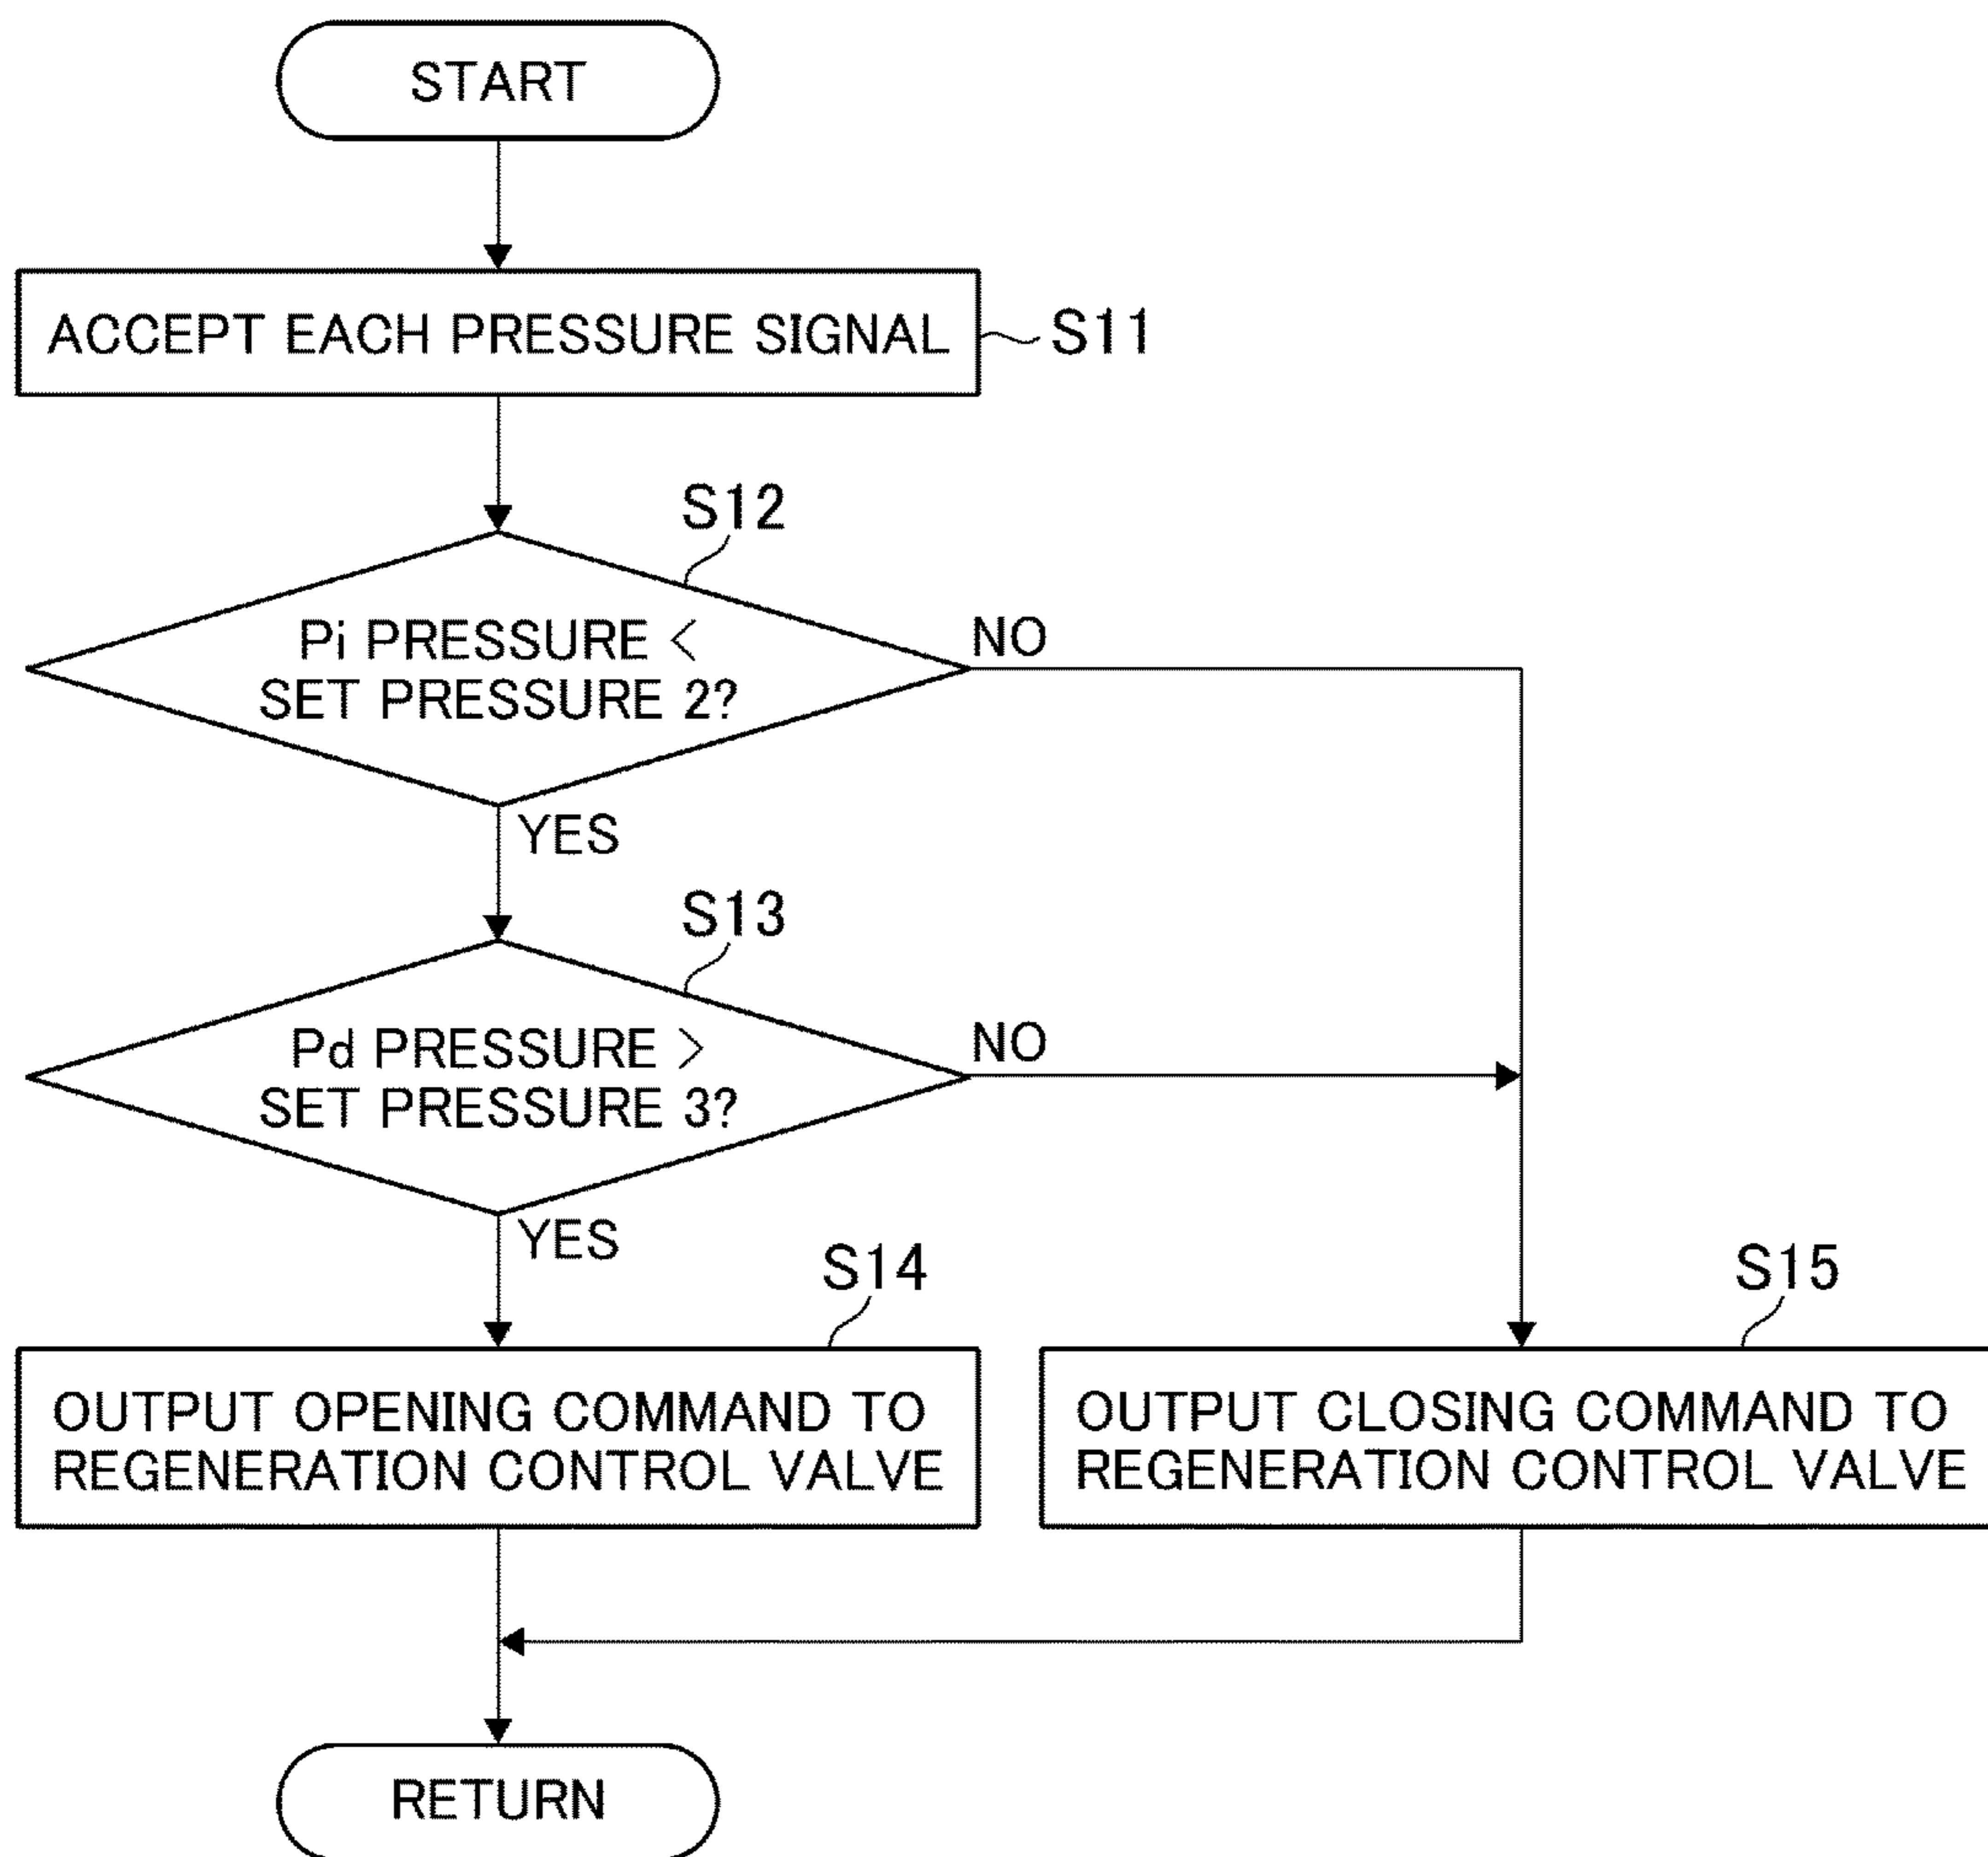 START
ACCEPT EACH PRESSURE SIGNAL
S11
S12
Pi PRESSURE <
SET PRESSURE 2?
NO
YES
S13
Pd PRESSURE >
SET PRESSURE 3?
NO
YES
S14
OUTPUT OPENING COMMAND TO
REGENERATION CONTROL VALVE
S15
OUTPUT CLOSING COMMAND TO
REGENERATION CONTROL VALVE
RETURN